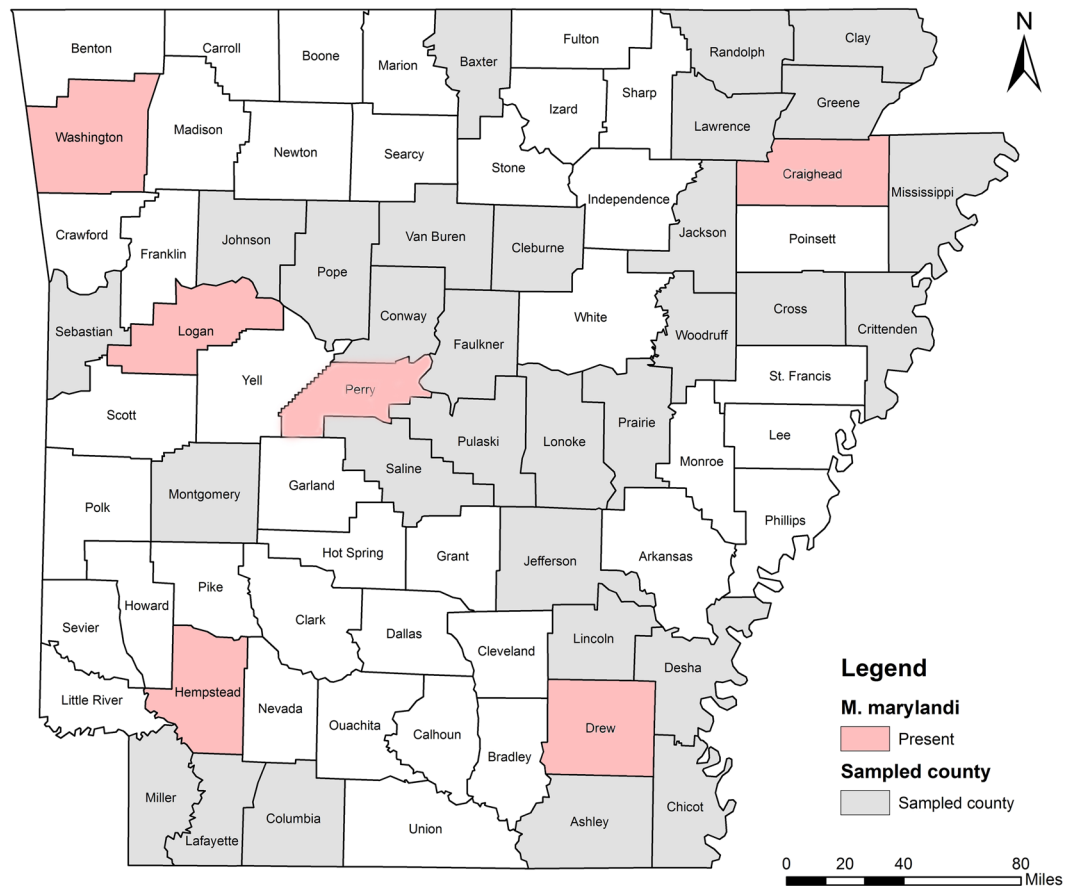 N
Benton
Carroll
Boone
Marion
Baxter
Fulton
Randolph
Clay
Sharp
Izard
Greene
Lawrence
Washington
Madison
Newton
Searcy
Stone
Craighead
Mississippi
Independence
Crawford
Franklin
Johnson
Pope
Van Buren
Cleburne
Jackson
Poinsett
Sebastian
Logan
Conway
Faulkner
White
Woodruff
Cross
Crittenden
Yell
Perry
St. Francis
Scott
Pulaski
Lonoke
Prairie
Lee
Monroe
Saline
Garland
Montgomery
Polk
Phillips
Hot Spring
Grant
Jefferson
Arkansas
Pike
Howard
Sevier
Clark
Dallas
Cleveland
Lincoln
Desha
Little River
Hempstead
Nevada
Ouachita
Calhoun
Bradley
Drew
Miller
Lafayette
Columbia
Union
Ashley
Chicot
Legend
M. marylandi
Present
Sampled county
Sampled county
0 20 40 80
Miles